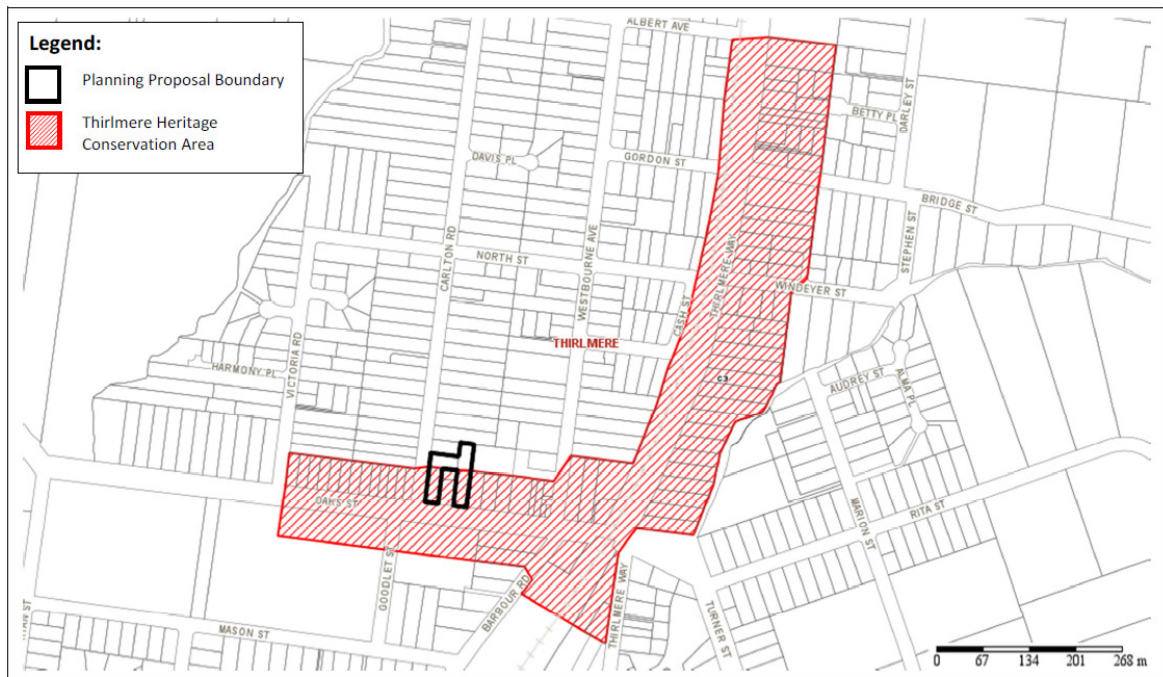 Legend:
Planning Proposal Boundary
Thirlmere Heritage
Conservation Area
ALBERT AVE
DARLEY ST
BETTY PL
DAVIS PL
GORDON ST
BRIDGE ST
STEPHEN ST
CARLTON RD
NORTH ST
WESTBOURNE AVE
THIRLMERE WAY
CASH ST
WINDEYER ST
THIRLMERE
VICTORIA RD
HARMONY PL
C3
AUDREY ST
ALMA PL
OAKS ST
MARION ST
RITA ST
GOODLET ST
BARBOUR RD
THIRLMERE WAY
TURNER ST
MASON ST
0 67 134 201 268 m